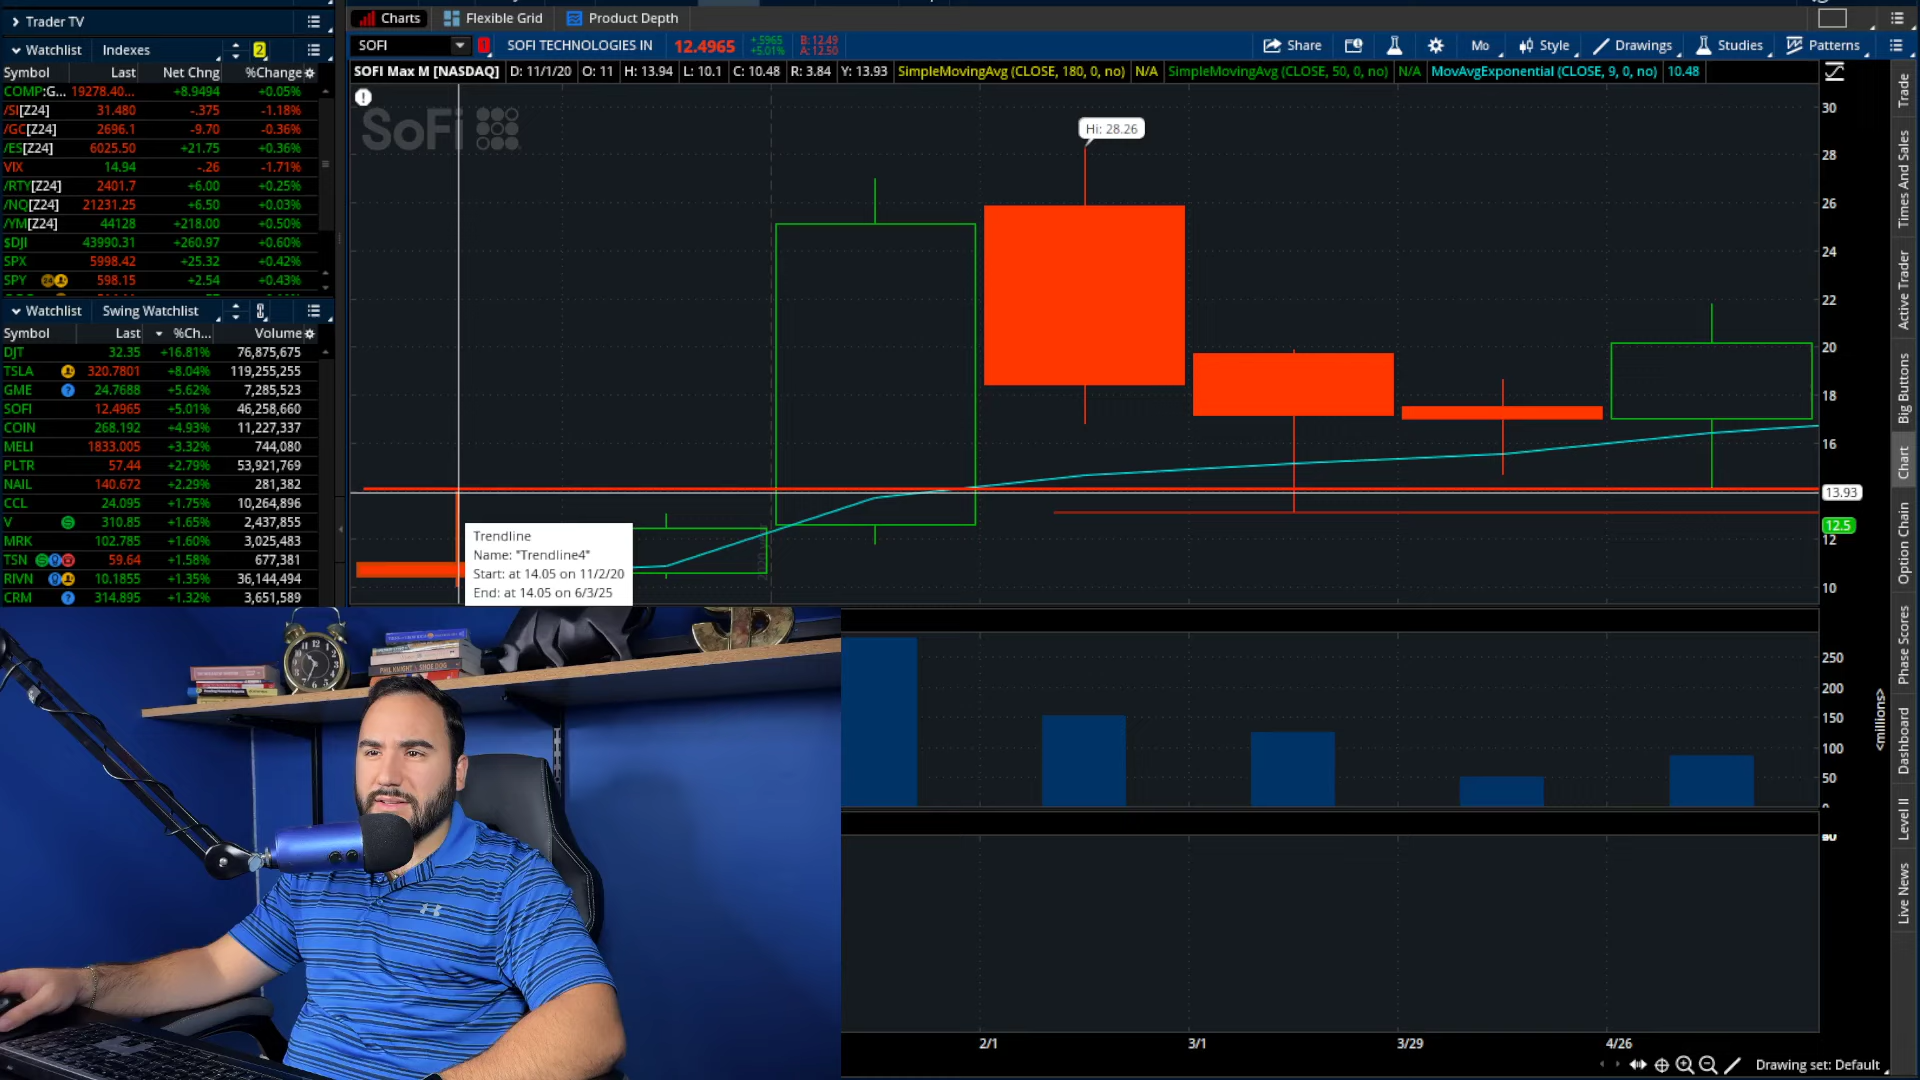 Trader TV
Charts
Flexible Grid
Product Depth
Watchlist
Indexes
2
SOFI
SOFI TECHNOLOGIES IN
12.4965
+.5965
+5.01%
B: 12.49
A: 12.50
Share
Mo
Style
Drawings
Studies
Patterns
Symbol Last Net Chng %Change
SOFI Max M [NASDAQ] D: 11/1/20 O: 11 H: 13.94 L: 10.1 C: 10.48 R: 3.84 Y: 13.93 SimpleMovingAvg (CLOSE, 180, 0, no) N/A SimpleMovingAvg (CLOSE, 50, 0, no) N/A MovAvgExponential (CLOSE, 9, 0, no) 10.48
COMP:G... 19278.40... +8.9494 +0.05%
/SI[Z24] 31.480 -.375 -1.18%
/GC[Z24] 2696.1 -9.70 -0.36%
/ES[Z24] 6025.50 +21.75 +0.36%
VIX 14.94 -.26 -1.71%
/RTY[Z24] 2401.7 +6.00 +0.25%
/NQ[Z24] 21231.25 +6.50 +0.03%
/YM[Z24] 44128 +218.00 +0.50%
$DJI 43990.31 +260.97 +0.60%
SPX 5998.42 +25.32 +0.42%
SPY 598.15 +2.54 +0.43%
Watchlist
Swing Watchlist
Symbol Last %Ch... Volume
DJT 32.35 +16.81% 76,875,675
TSLA 320.7801 +8.04% 119,255,255
GME 24.7688 +5.62% 7,285,523
SOFI 12.4965 +5.01% 46,258,660
COIN 268.192 +4.93% 11,227,337
MELI 1833.005 +3.32% 744,080
PLTR 57.44 +2.79% 53,921,769
NAIL 140.672 +2.29% 281,382
CCL 24.095 +1.75% 10,264,896
V 310.85 +1.65% 2,437,855
MRK 102.785 +1.60% 3,025,483
TSN 59.64 +1.58% 677,381
RIVN 10.1855 +1.35% 36,144,494
CRM 314.895 +1.32% 3,651,589
SoFi
Hi: 28.26
30
28
26
24
22
20
18
16
13.93
12.5
12
10
Trendline
Name: "Trendline4"
Start: at 14.05 on 11/2/20
End: at 14.05 on 6/3/25
250
200
150
100
50
<millions>
2/1
3/1
3/29
4/26
Drawing set: Default
Trade
Times And Sales
Active Trader
Big Buttons
Chart
Option Chain
Phase Scores
Dashboard
Level II
Live News
PHIL KNIGHT SHOE DOG